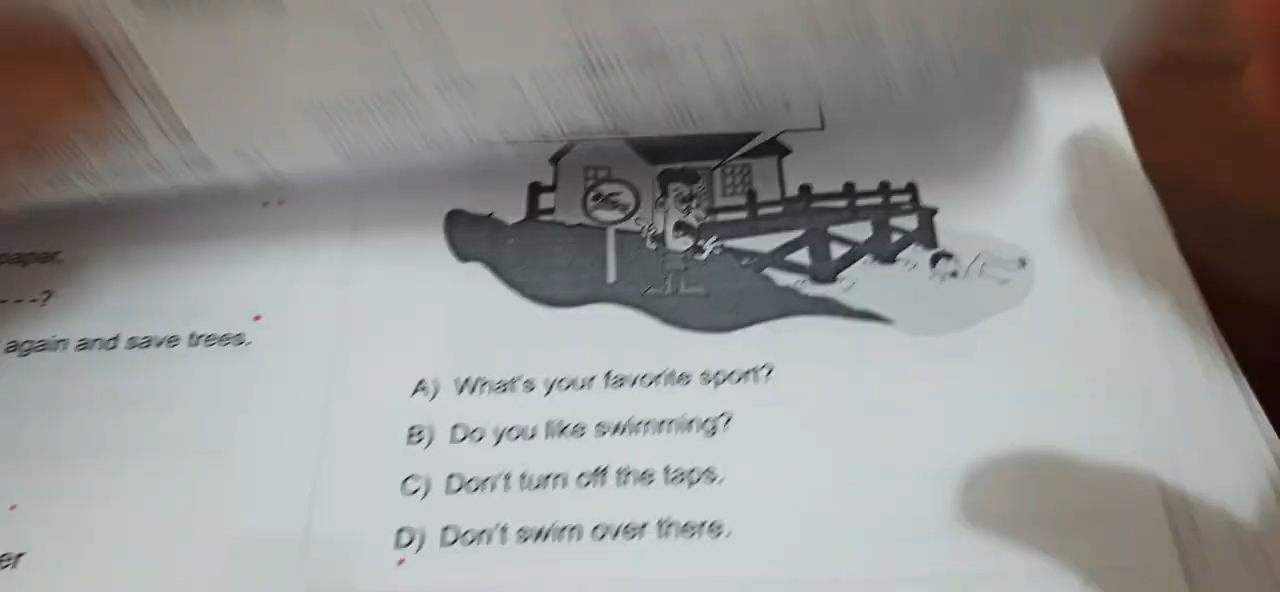 paper.
---?
again and save trees.
er
A) What's your favorite sport?
B) Do you like swimming?
C) Don't turn off the taps.
D) Don't swim over there.